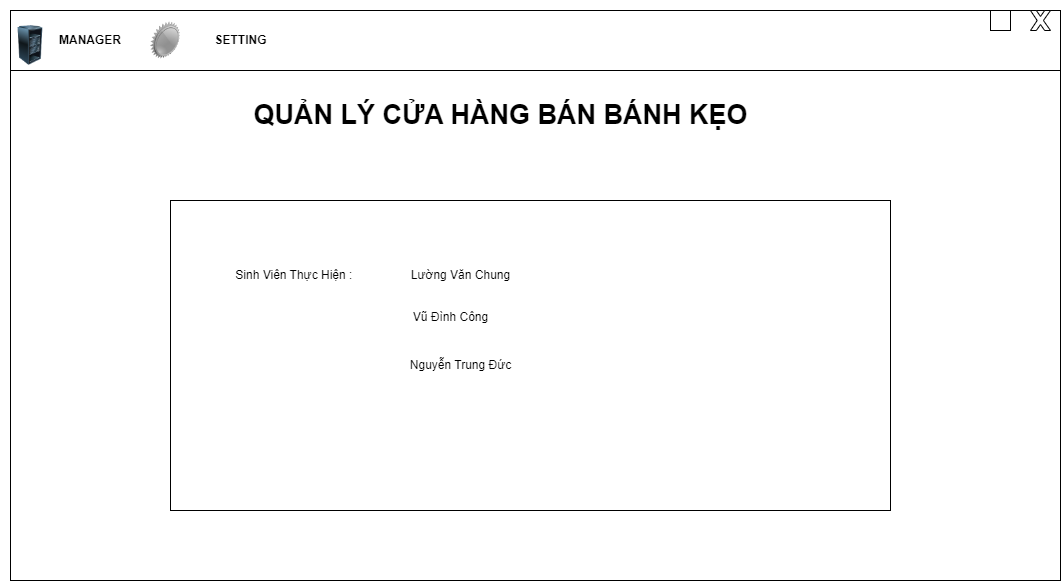 MANAGER SETTING
QUẢN LÝ CỬA HÀNG BÁN BÁNH KẸO
Sinh Viên Thực Hiện : Lường Văn Chung
Vũ Đình Công
Nguyễn Trung Đức